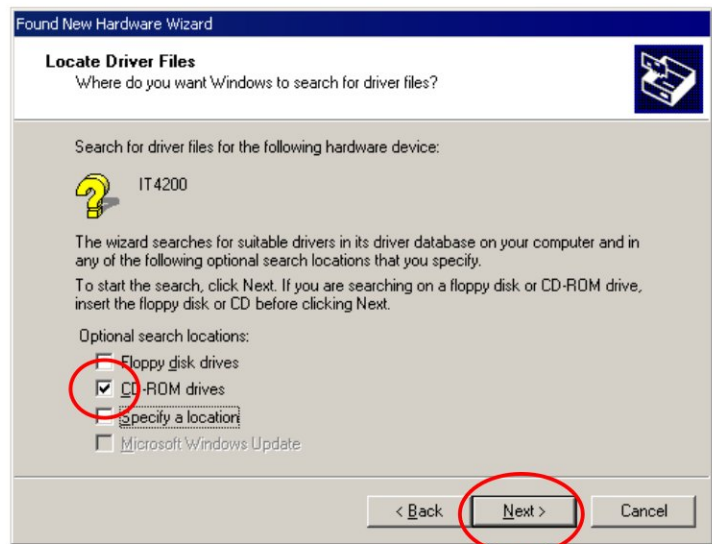 Found New Hardware Wizard
Locate Driver Files
Where do you want Windows to search for driver files?
Search for driver files for the following hardware device:
IT4200
The wizard searches for suitable drivers in its driver database on your computer and in
any of the following optional search locations that you specify.
To start the search, click Next. If you are searching on a floppy disk or CD-ROM drive,
insert the floppy disk or CD before clicking Next.
Optional search locations:
Floppy disk drives
CD-ROM drives
Specify a location
Microsoft Windows Update
< Back Next > Cancel